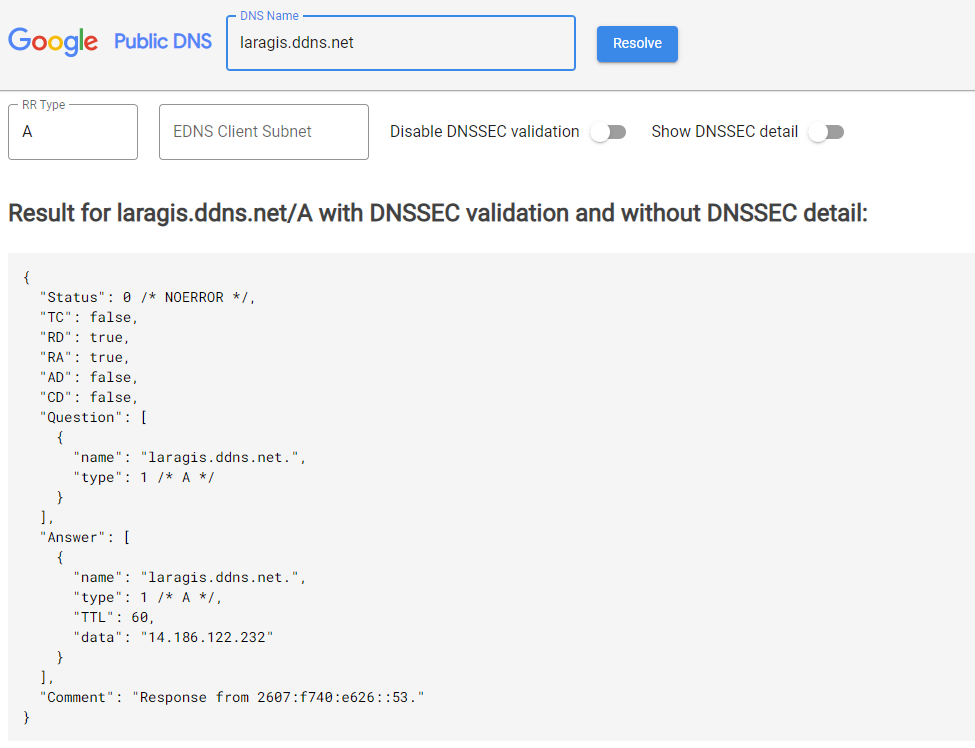 Google Public DNS
DNS Name
laragis.ddns.net
Resolve
RR Type
A
EDNS Client Subnet
Disable DNSSEC validation
Show DNSSEC detail
Result for laragis.ddns.net/A with DNSSEC validation and without DNSSEC detail:
{
  "Status": 0 /* NOERROR */,
  "TC": false,
  "RD": true,
  "RA": true,
  "AD": false,
  "CD": false,
  "Question": [
    {
      "name": "laragis.ddns.net.",
      "type": 1 /* A */
    }
  ],
  "Answer": [
    {
      "name": "laragis.ddns.net.",
      "type": 1 /* A */,
      "TTL": 60,
      "data": "14.186.122.232"
    }
  ],
  "Comment": "Response from 2607:f740:e626::53."
}